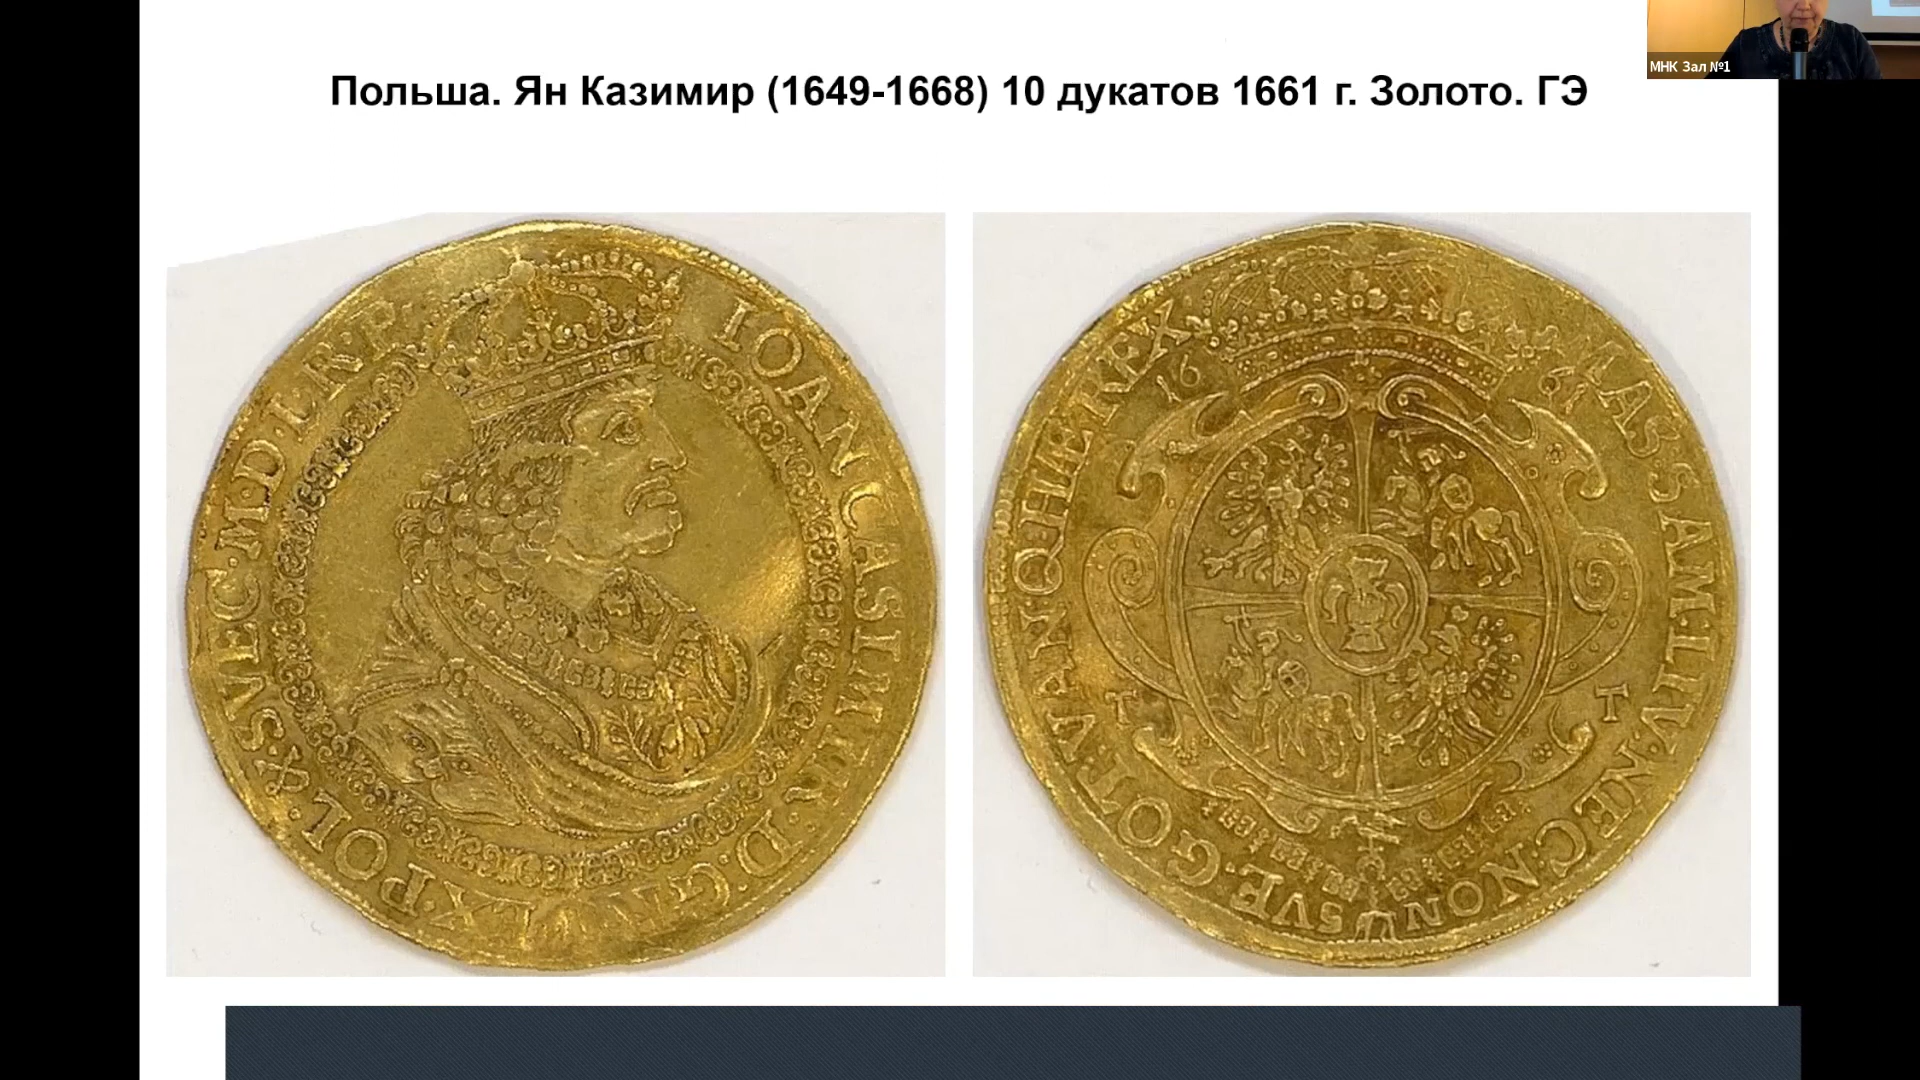 Польша. Ян Казимир (1649-1668) 10 дукатов 1661 г. Золото. ГЭ
МНК Зал №1
IOAN CASIMIR D:G
POL·&·SVEC·M·D·L·R·P·
16 61
MAS:SAM:LIV:NEC:NON
SVE:GOT:VAN:Q:HÆ:REX
T T